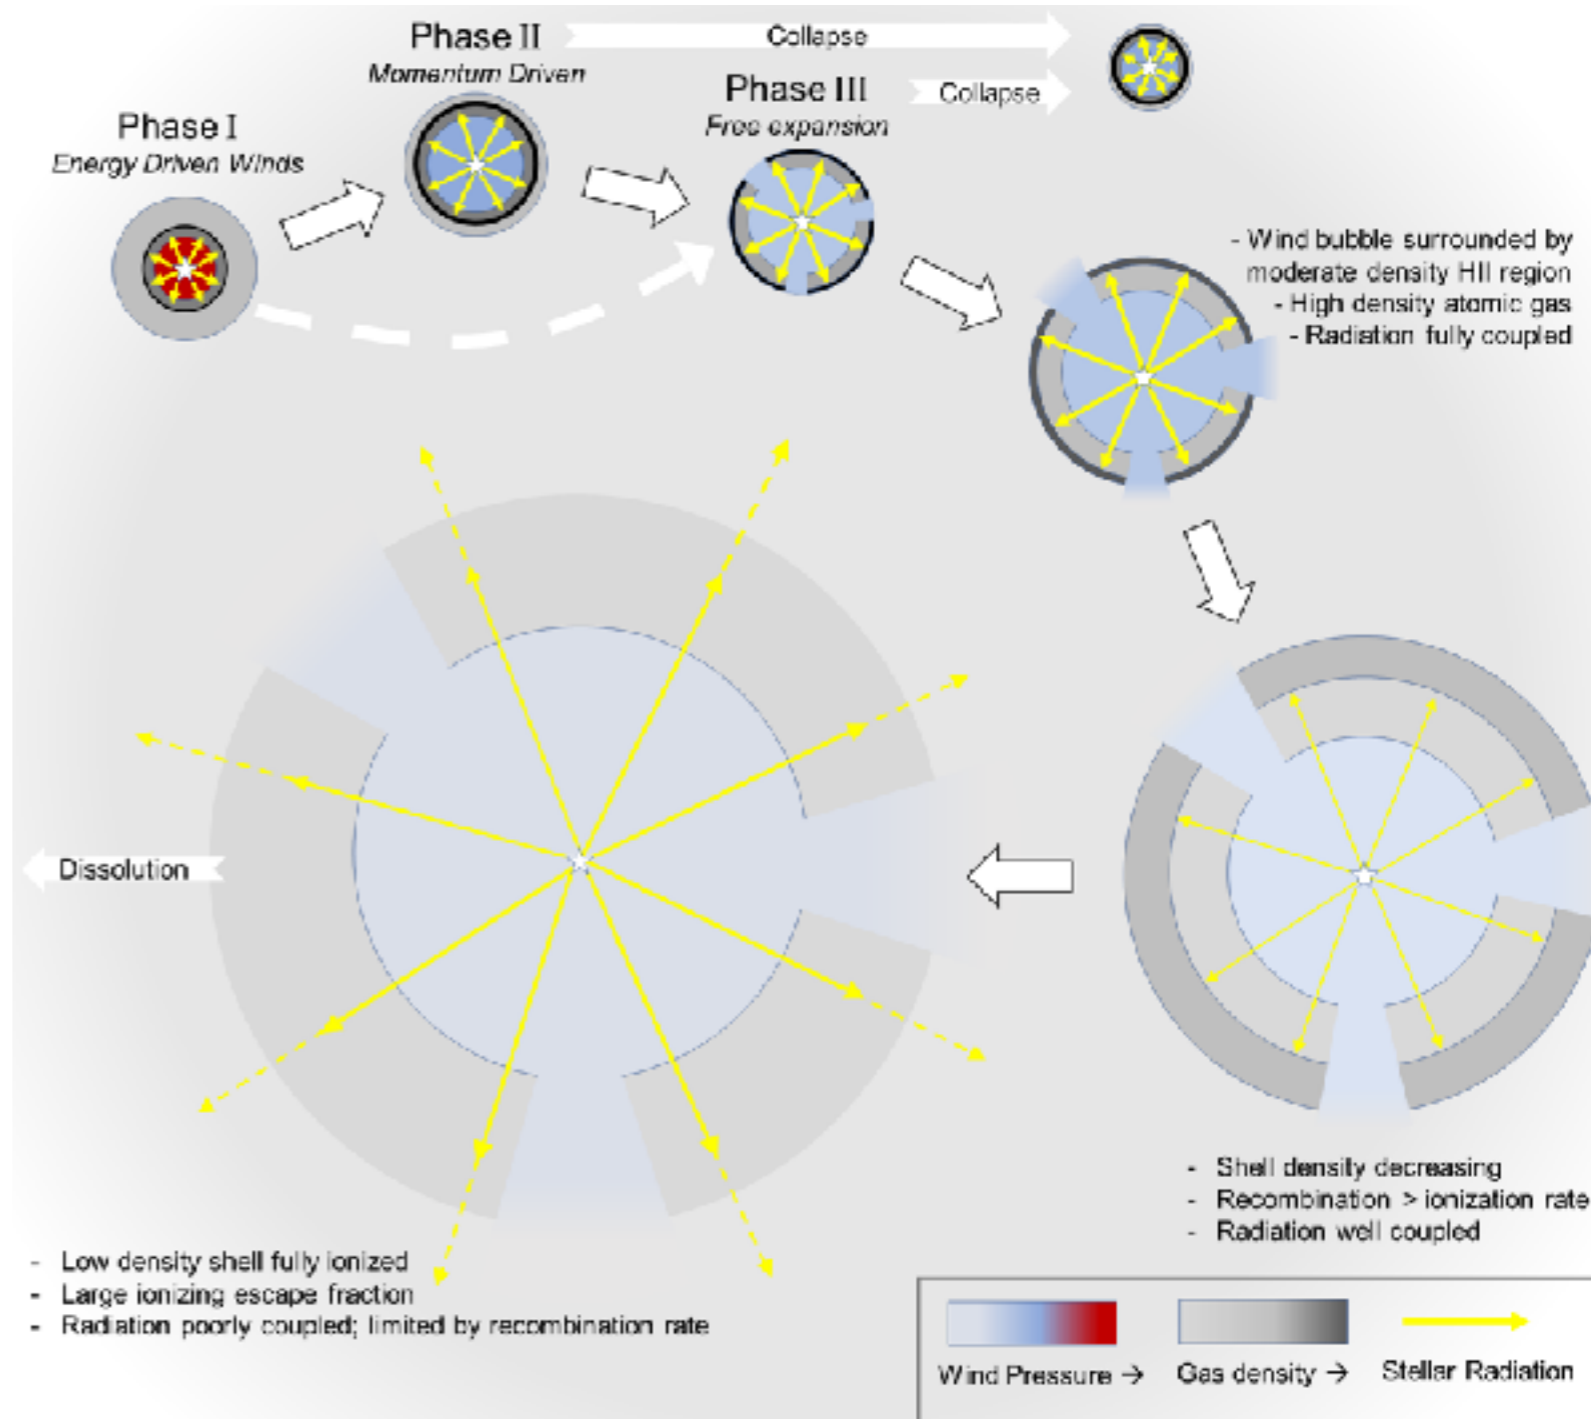 Phase II
Momentum Driven
Collapse
Phase III
Free expansion
Collapse
Phase I
Energy Driven Winds
- Wind bubble surrounded by
moderate density HII region
- High density atomic gas
- Radiation fully coupled
Dissolution
- Shell density decreasing
- Recombination > ionization rate
- Radiation well coupled
- Low density shell fully ionized
- Large ionizing escape fraction
- Radiation poorly coupled; limited by recombination rate
Wind Pressure →
Gas density →
Stellar Radiation